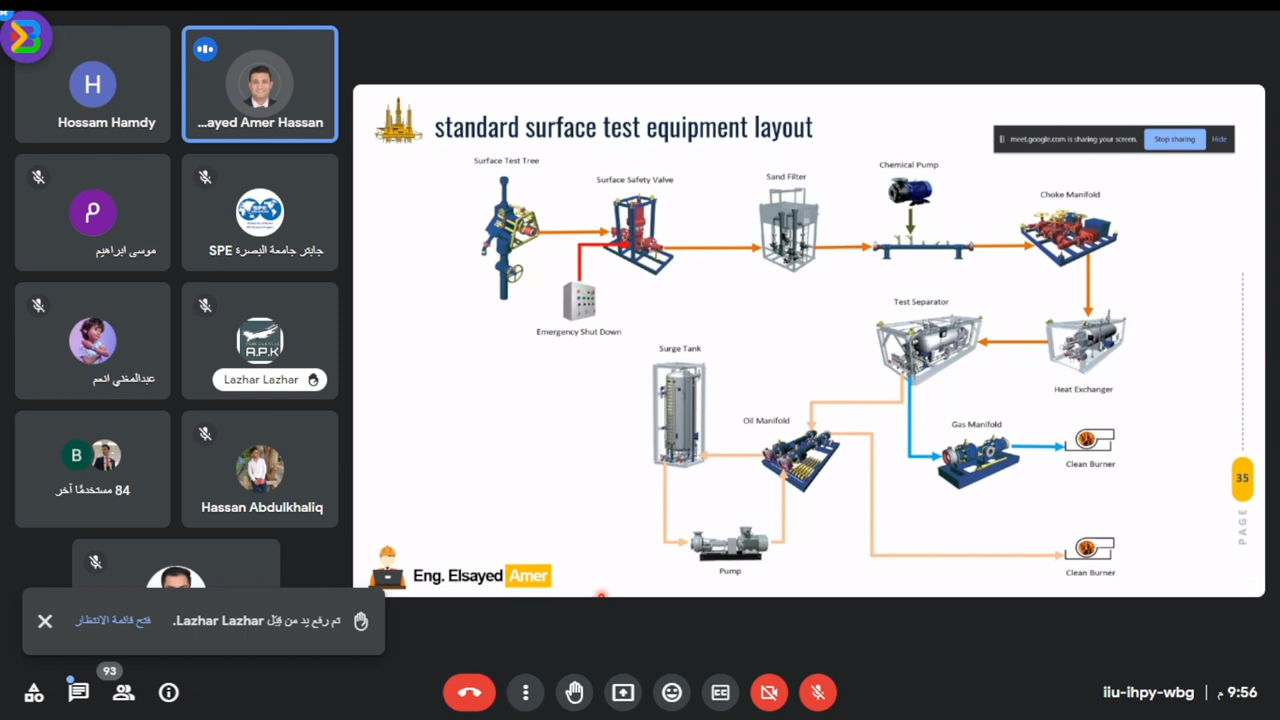 H
Hossam Hamdy
...ayed Amer Hassan
م
موسى ابراهيم
SPE جابتر جامعة البصرة
عبدالمغني انعم
A.P.K
Lazhar Lazhar
B
84 مستخدمًا آخر
Hassan Abdulkhaliq
تم رفع يد من قِبَل Lazhar Lazhar.
فتح قائمة الانتظار
standard surface test equipment layout
meet.google.com is sharing your screen.
Stop sharing
Hide
Surface Test Tree
Surface Safety Valve
Sand Filter
Chemical Pump
Choke Manifold
Emergency Shut Down
Test Separator
Heat Exchanger
Surge Tank
Oil Manifold
Gas Manifold
Clean Burner
Pump
Clean Burner
35
PAGE
Eng. Elsayed Amer
93
CC
iiu-ihpy-wbg | 9:56 م